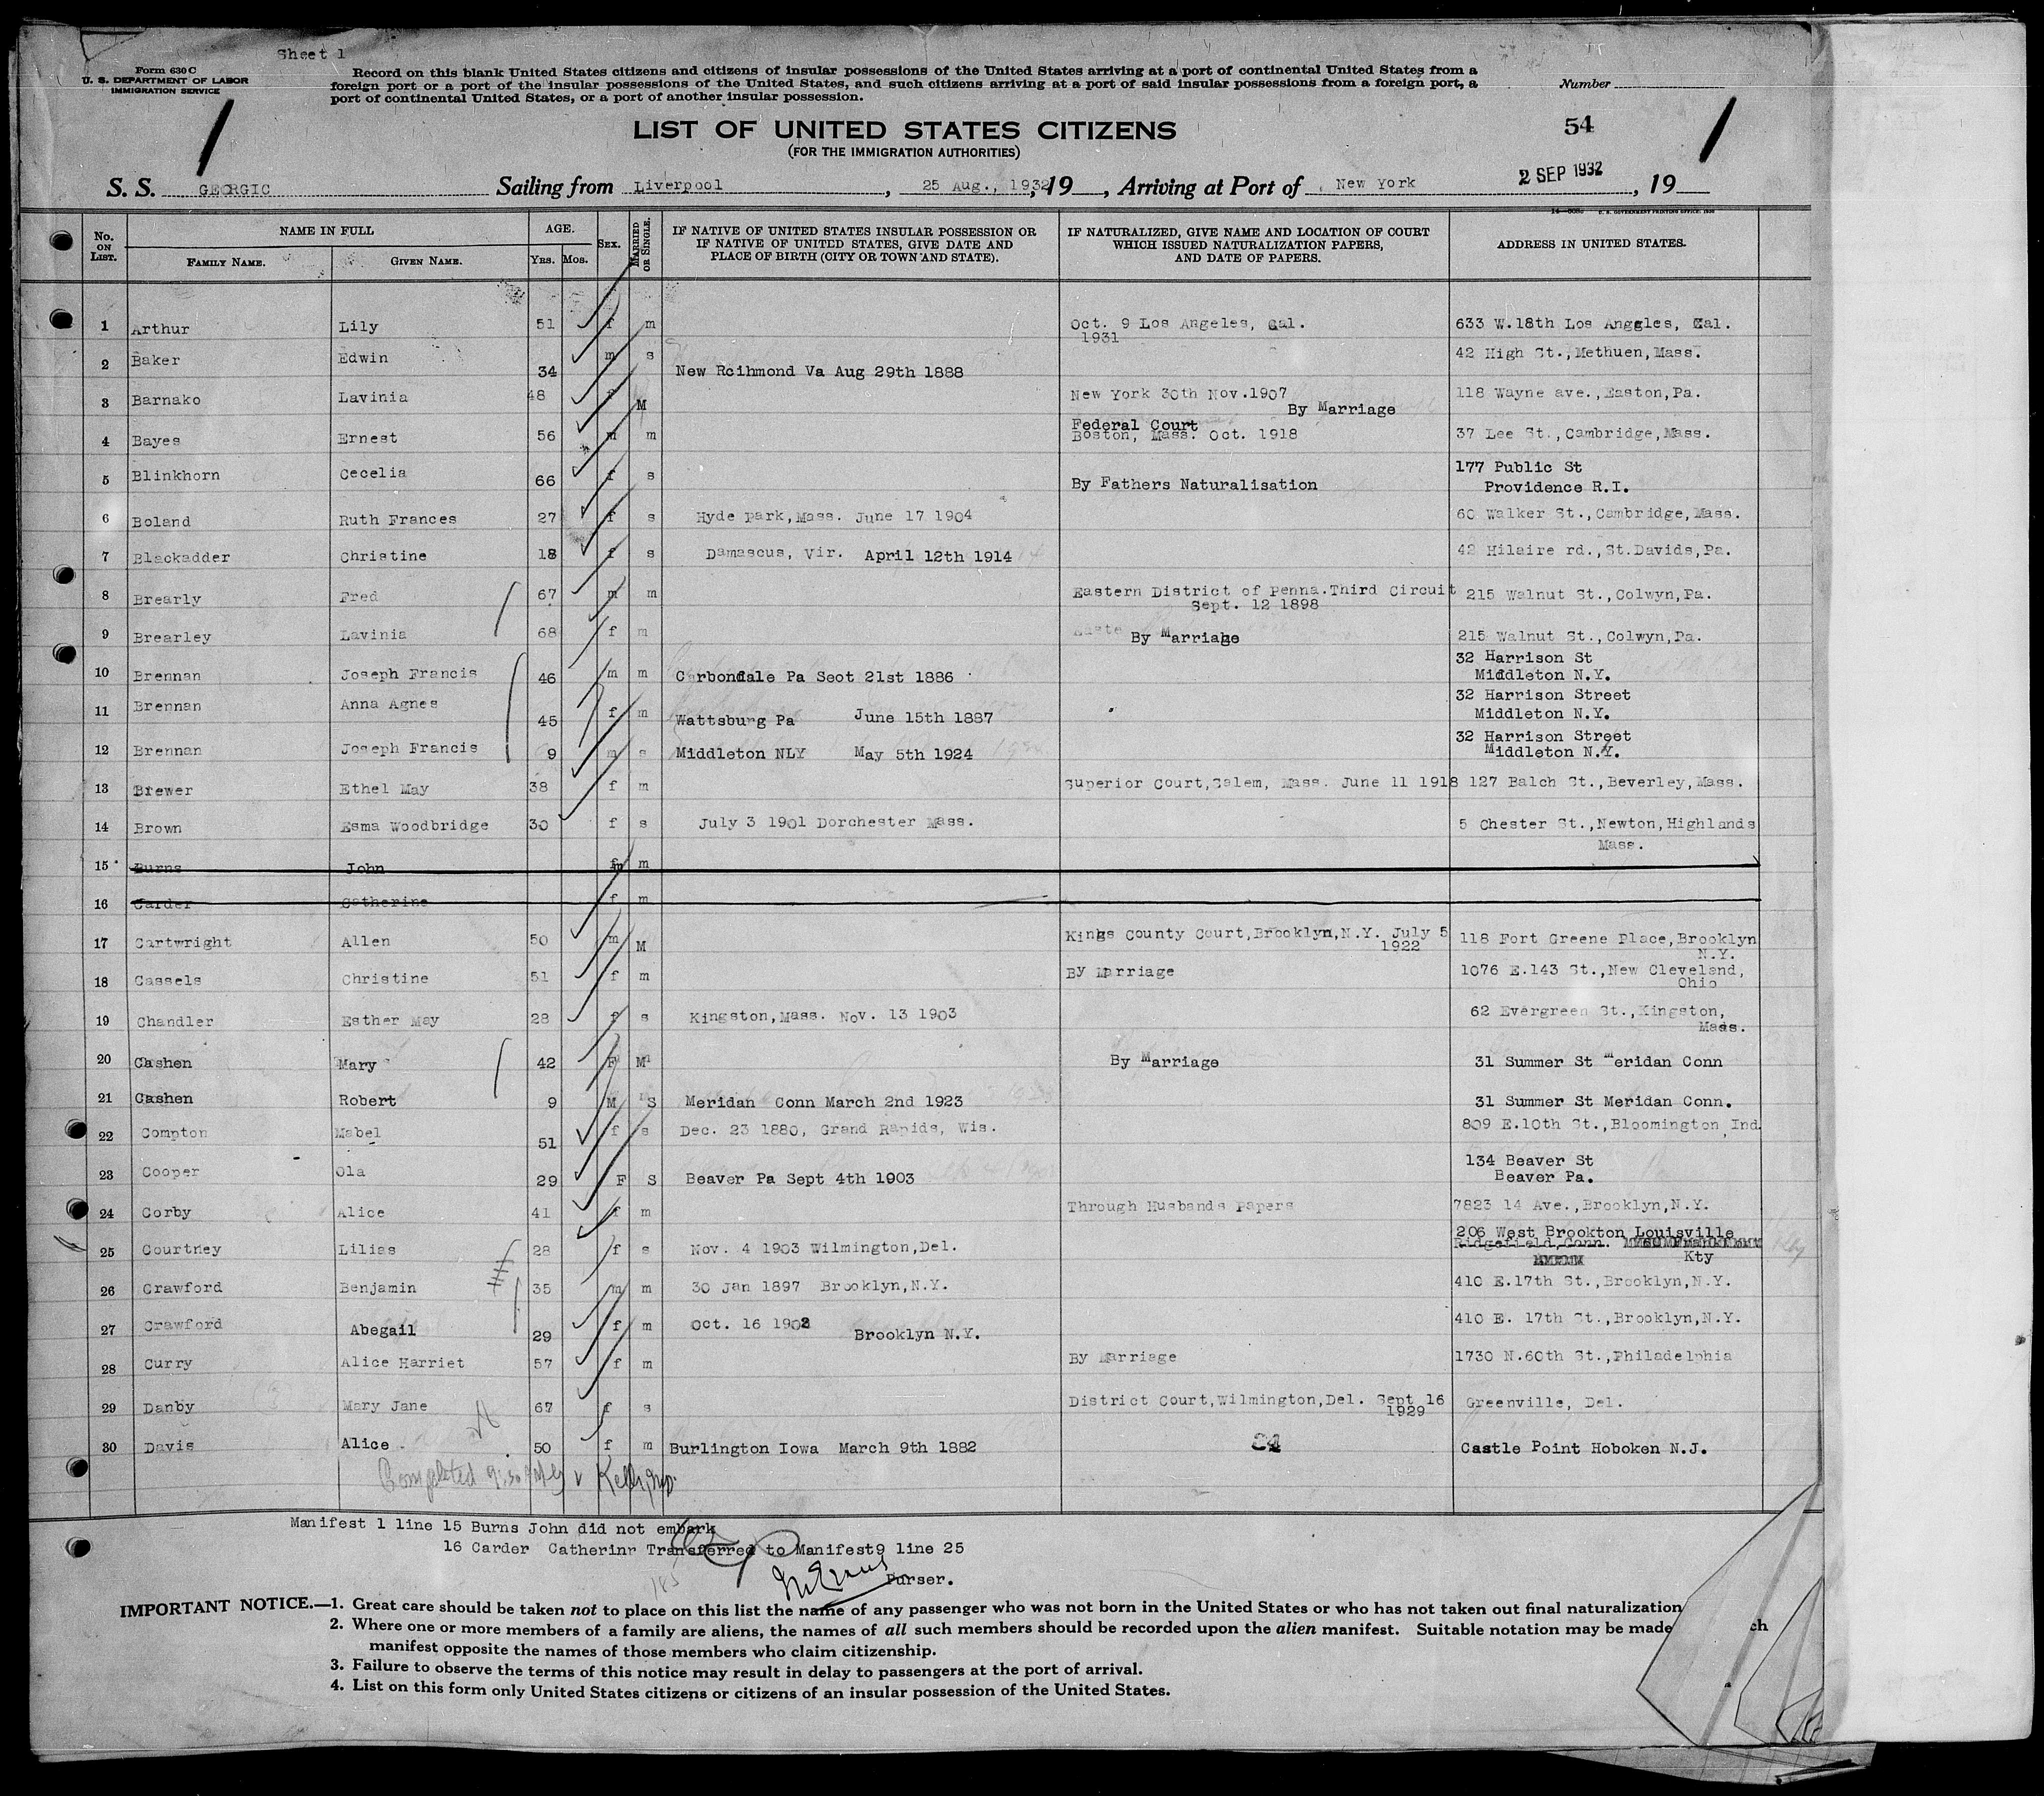 Sheet 1
Form 630 C
U. S. DEPARTMENT OF LABOR
IMMIGRATION SERVICE
Record on this blank United States citizens and citizens of insular possessions of the United States arriving at a port of continental United States from a
foreign port or a port of the insular possessions of the United States, and such citizens arriving at a port of said insular possessions from a foreign port, a
port of continental United States, or a port of another insular possession.
Number
LIST OF UNITED STATES CITIZENS
(FOR THE IMMIGRATION AUTHORITIES)
54
S. S. GEORGIC Sailing from Liverpool, 25 Aug., 1932, 19 , Arriving at Port of New York 2 SEP 1932, 19
No. ON LIST. NAME IN FULL FAMILY NAME. GIVEN NAME. AGE. YRS. MOS. SEX. MARRIED OR SINGLE. IF NATIVE OF UNITED STATES INSULAR POSSESSION OR IF NATIVE OF UNITED STATES, GIVE DATE AND PLACE OF BIRTH (CITY OR TOWN AND STATE). IF NATURALIZED, GIVE NAME AND LOCATION OF COURT WHICH ISSUED NATURALIZATION PAPERS, AND DATE OF PAPERS. ADDRESS IN UNITED STATES.
1 Arthur Lily 51 f m Oct. 9 Los Angeles, Cal. 1931 633 W.18th Los Angeles, Cal.
2 Baker Edwin 34 m s New Rcihmond Va Aug 29th 1888 42 High St., Methuen, Mass.
3 Barnako Lavinia 48 f M New York 30th Nov.1907 By Marriage 118 Wayne ave., Easton, Pa.
4 Bayes Ernest 56 m m Federal Court Boston, Mass. Oct. 1918 37 Lee St., Cambridge, Mass.
5 Blinkhorn Cecelia 66 f s By Fathers Naturalisation 177 Public St Providence R.I.
6 Boland Ruth Frances 27 f s Hyde park, Mass. June 17 1904 60 Walker St., Cambridge, Mass.
7 Blackadder Christine 18 f s Damascus, Vir. April 12th 1914 42 Hilaire rd., St.Davids, Pa.
8 Brearly Fred 67 m m Eastern District of Penna.Third Circuit Sept. 12 1898 215 Walnut St., Colwyn, Pa.
9 Brearley Lavinia 68 f m By Marriahe 215 Walnut St., Colwyn, Pa.
10 Brennan Joseph Francis 46 m m Carbondale Pa Seot 21st 1886 32 Harrison St Middleton N.Y.
11 Brennan Anna Agnes 45 f m Wattsburg Pa June 15th 1887 32 Harrison Street Middleton N.Y.
12 Brennan Joseph Francis 9 m s Middleton NLY May 5th 1924 32 Harrison Street Middleton N.Y.
13 Brewer Ethel May 38 f m Superior Court, Salem, Mass. June 11 1918 127 Balch St., Beverley, Mass.
14 Brown Esma Woodbridge 30 f s July 3 1901 Dorchester Mass. 5 Chester St., Newton, Highlands Mass.
15 Burns John m m
16 Carder Catherine f m
17 Cartwright Allen 50 m M Kings County Court, Brooklyn, N.Y. July 5 1922 118 Fort Greene Place, Brooklyn N.Y.
18 Cassels Christine 51 f m By Marriage 1076 E.143 St., New Cleveland, Ohio
19 Chandler Esther May 28 f s Kingston, Mass. Nov. 13 1903 62 Evergreen St., Kingston, Mass.
20 Cashen Mary 42 F M By Marriage 31 Summer St Meridan Conn
21 Cashen Robert 9 M S Meridan Conn March 2nd 1923 31 Summer St Meridan Conn.
22 Compton Mabel 51 f s Dec. 23 1880, Grand Rapids, Wis. 809 E.10th St., Bloomington Ind.
23 Cooper Ola 29 F S Beaver Pa Sept 4th 1903 134 Beaver St Beaver Pa.
24 Corby Alice 41 f m Through Husbands papers 7823 14 Ave., Brooklyn, N.Y.
25 Courtney Lilias 28 f s Nov. 4 1903 Wilmington, Del. 206 West Brookton Louisville Ridgefield, Conn. Kty
26 Crawford Benjamin 35 m m 30 Jan 1897 Brooklyn, N.Y. 410 E.17th St., Brooklyn, N.Y.
27 Crawford Abegail 29 f m Oct. 16 1902 Brooklyn N.Y. 410 E. 17th St., Brooklyn, N.Y.
28 Curry Alice Harriet 57 f m By Marriage 1730 N.60th St., Philadelphia
29 Danby Mary Jane 67 f s District Court, Wilmington, Del. Sept 16 1929 Greenville, Del.
30 Davis Alice 50 f m Burlington Iowa March 9th 1882 84 Castle Point Hoboken N.J.
Completed
Manifest 1 line 15 Burns John did not embark
16 Carder Catherinr Transferred to Manifest9 line 25
Purser.
IMPORTANT NOTICE.—1. Great care should be taken not to place on this list the name of any passenger who was not born in the United States or who has not taken out final naturalization
2. Where one or more members of a family are aliens, the names of all such members should be recorded upon the alien manifest. Suitable notation may be made
manifest opposite the names of those members who claim citizenship.
3. Failure to observe the terms of this notice may result in delay to passengers at the port of arrival.
4. List on this form only United States citizens or citizens of an insular possession of the United States.